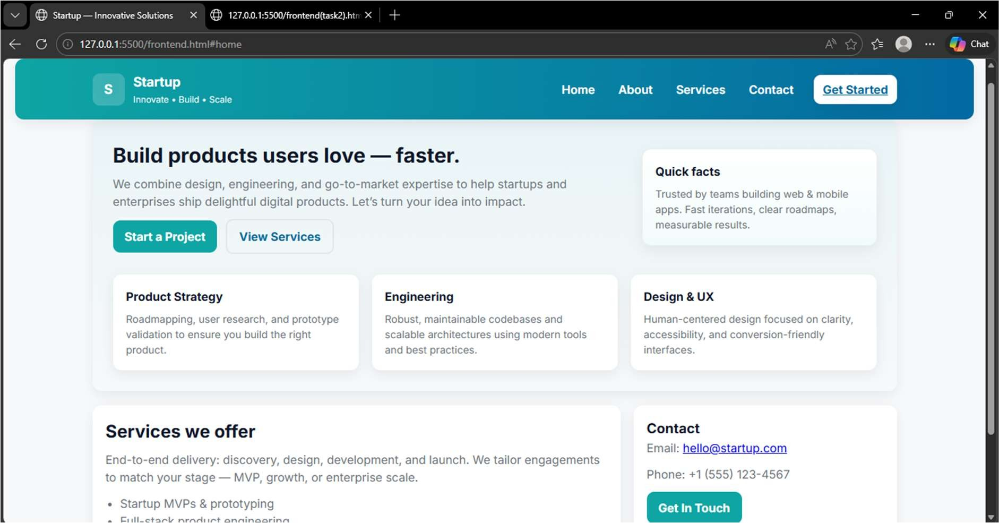 Startup — Innovative Solutions
127.0.0.1:5500/frontend(task2).htm
127.0.0.1:5500/frontend.html#home
Chat
S
Startup
Innovate • Build • Scale
Home
About
Services
Contact
Get Started
Build products users love — faster.
We combine design, engineering, and go-to-market expertise to help startups and
enterprises ship delightful digital products. Let’s turn your idea into impact.
Start a Project
View Services
Quick facts
Trusted by teams building web & mobile
apps. Fast iterations, clear roadmaps,
measurable results.
Product Strategy
Roadmapping, user research, and prototype
validation to ensure you build the right
product.
Engineering
Robust, maintainable codebases and
scalable architectures using modern tools
and best practices.
Design & UX
Human-centered design focused on clarity,
accessibility, and conversion-friendly
interfaces.
Services we offer
End-to-end delivery: discovery, design, development, and launch. We tailor engagements
to match your stage — MVP, growth, or enterprise scale.
• Startup MVPs & prototyping
• Full-stack product engineering
Contact
Email: hello@startup.com
Phone: +1 (555) 123-4567
Get In Touch